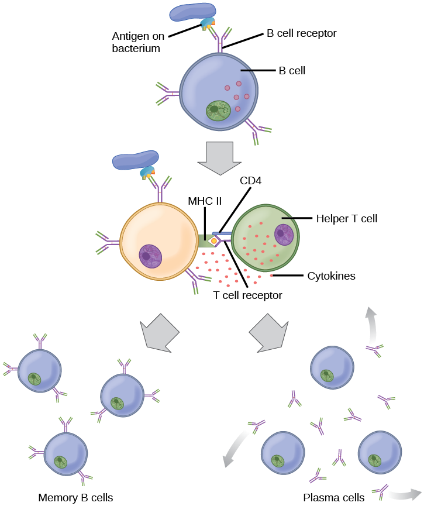 Antigen on
bacterium
B cell receptor
B cell
CD4
MHC II
Helper T cell
Cytokines
T cell receptor
Memory B cells
Plasma cells